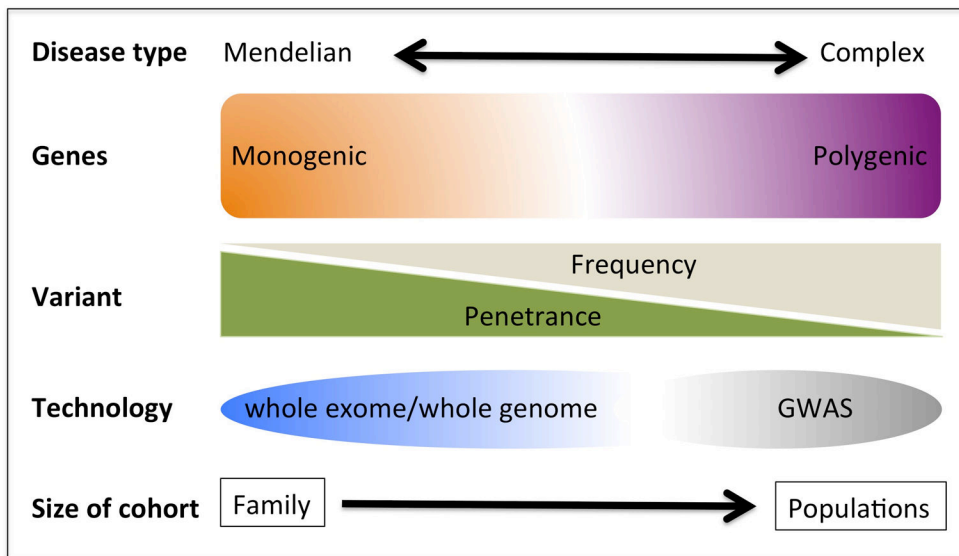 Disease type Mendelian Complex
Genes Monogenic Polygenic
Frequency
Variant
Penetrance
Technology whole exome/whole genome GWAS
Size of cohort Family Populations